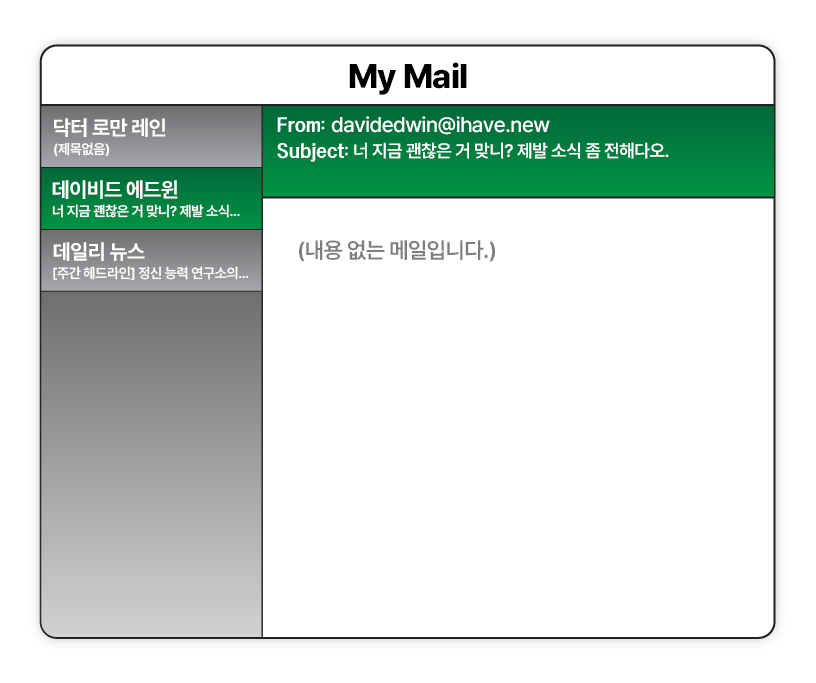 My Mail
닥터 로만 레인
(제목없음)
데이비드 에드윈
너 지금 괜찮은 거 맞니? 제발 소식...
데일리 뉴스
[주간 헤드라인] 정신 능력 연구소의...
From: davidedwin@ihave.new
Subject: 너 지금 괜찮은 거 맞니? 제발 소식 좀 전해다오.
(내용 없는 메일입니다.)